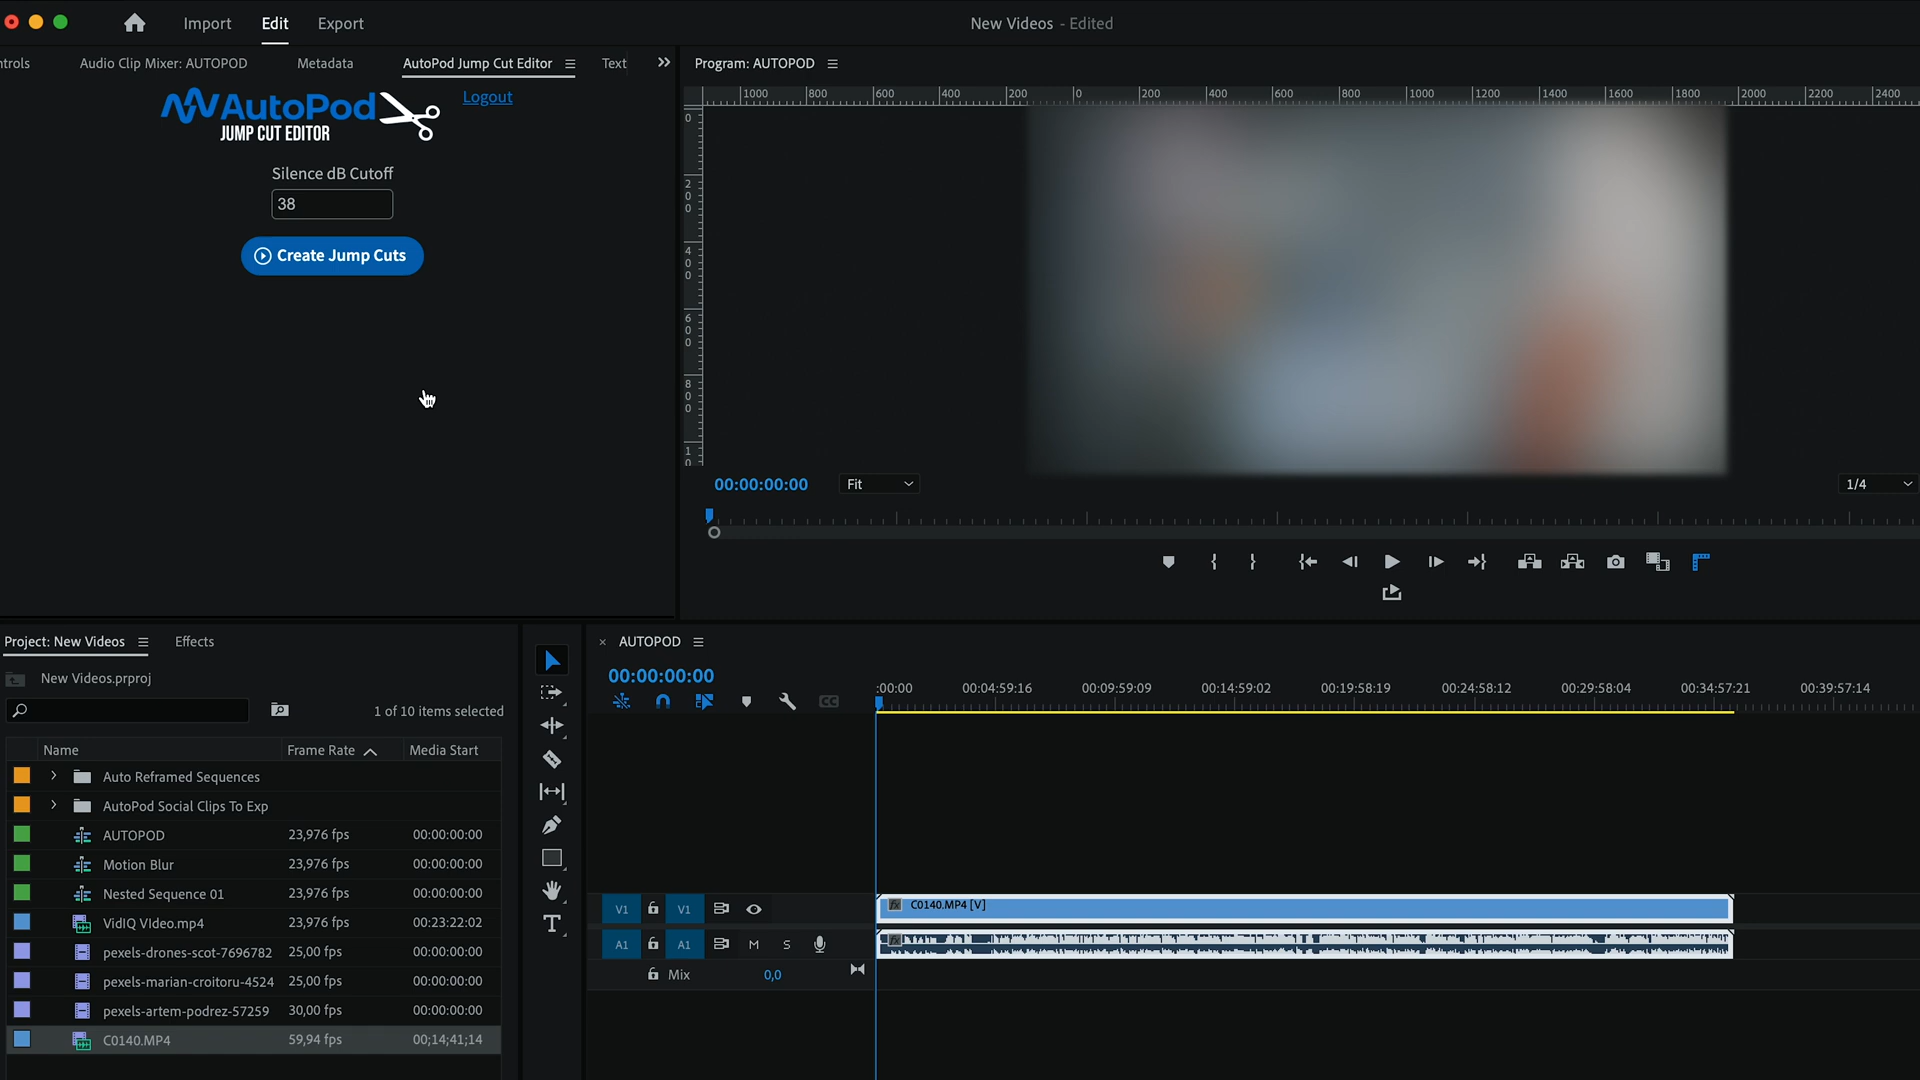 Import Edit Export New Videos - Edited
ntrols Audio Clip Mixer: AUTOPOD Metadata AutoPod Jump Cut Editor Text
AutoPod
JUMP CUT EDITOR
Logout
Silence dB Cutoff
38
Create Jump Cuts
Program: AUTOPOD
1000 800 600 400 200 0 200 400 600 800 1000 1200 1400 1600 1800 2000 2200 2400
0
200
400
600
800
10
00:00:00:00 Fit 1/4
Project: New Videos Effects
New Videos.prproj
1 of 10 items selected
Name Frame Rate Media Start
Auto Reframed Sequences
AutoPod Social Clips To Exp
AUTOPOD 23,976 fps 00:00:00:00
Motion Blur 23,976 fps 00:00:00:00
Nested Sequence 01 23,976 fps 00:00:00:00
VidIQ VIdeo.mp4 23,976 fps 00:23:22:02
pexels-drones-scot-7696782 25,00 fps 00:00:00:00
pexels-marian-croitoru-4524 25,00 fps 00:00:00:00
pexels-artem-podrez-57259 30,00 fps 00:00:00:00
C0140.MP4 59,94 fps 00;14;41;14
T
× AUTOPOD
00:00:00:00
CC
:00:00 00:04:59:16 00:09:59:09 00:14:59:02 00:19:58:19 00:24:58:12 00:29:58:04 00:34:57:21 00:39:57:14
V1 V1 fx C0140.MP4 [V]
A1 A1 M S fx
Mix 0,0